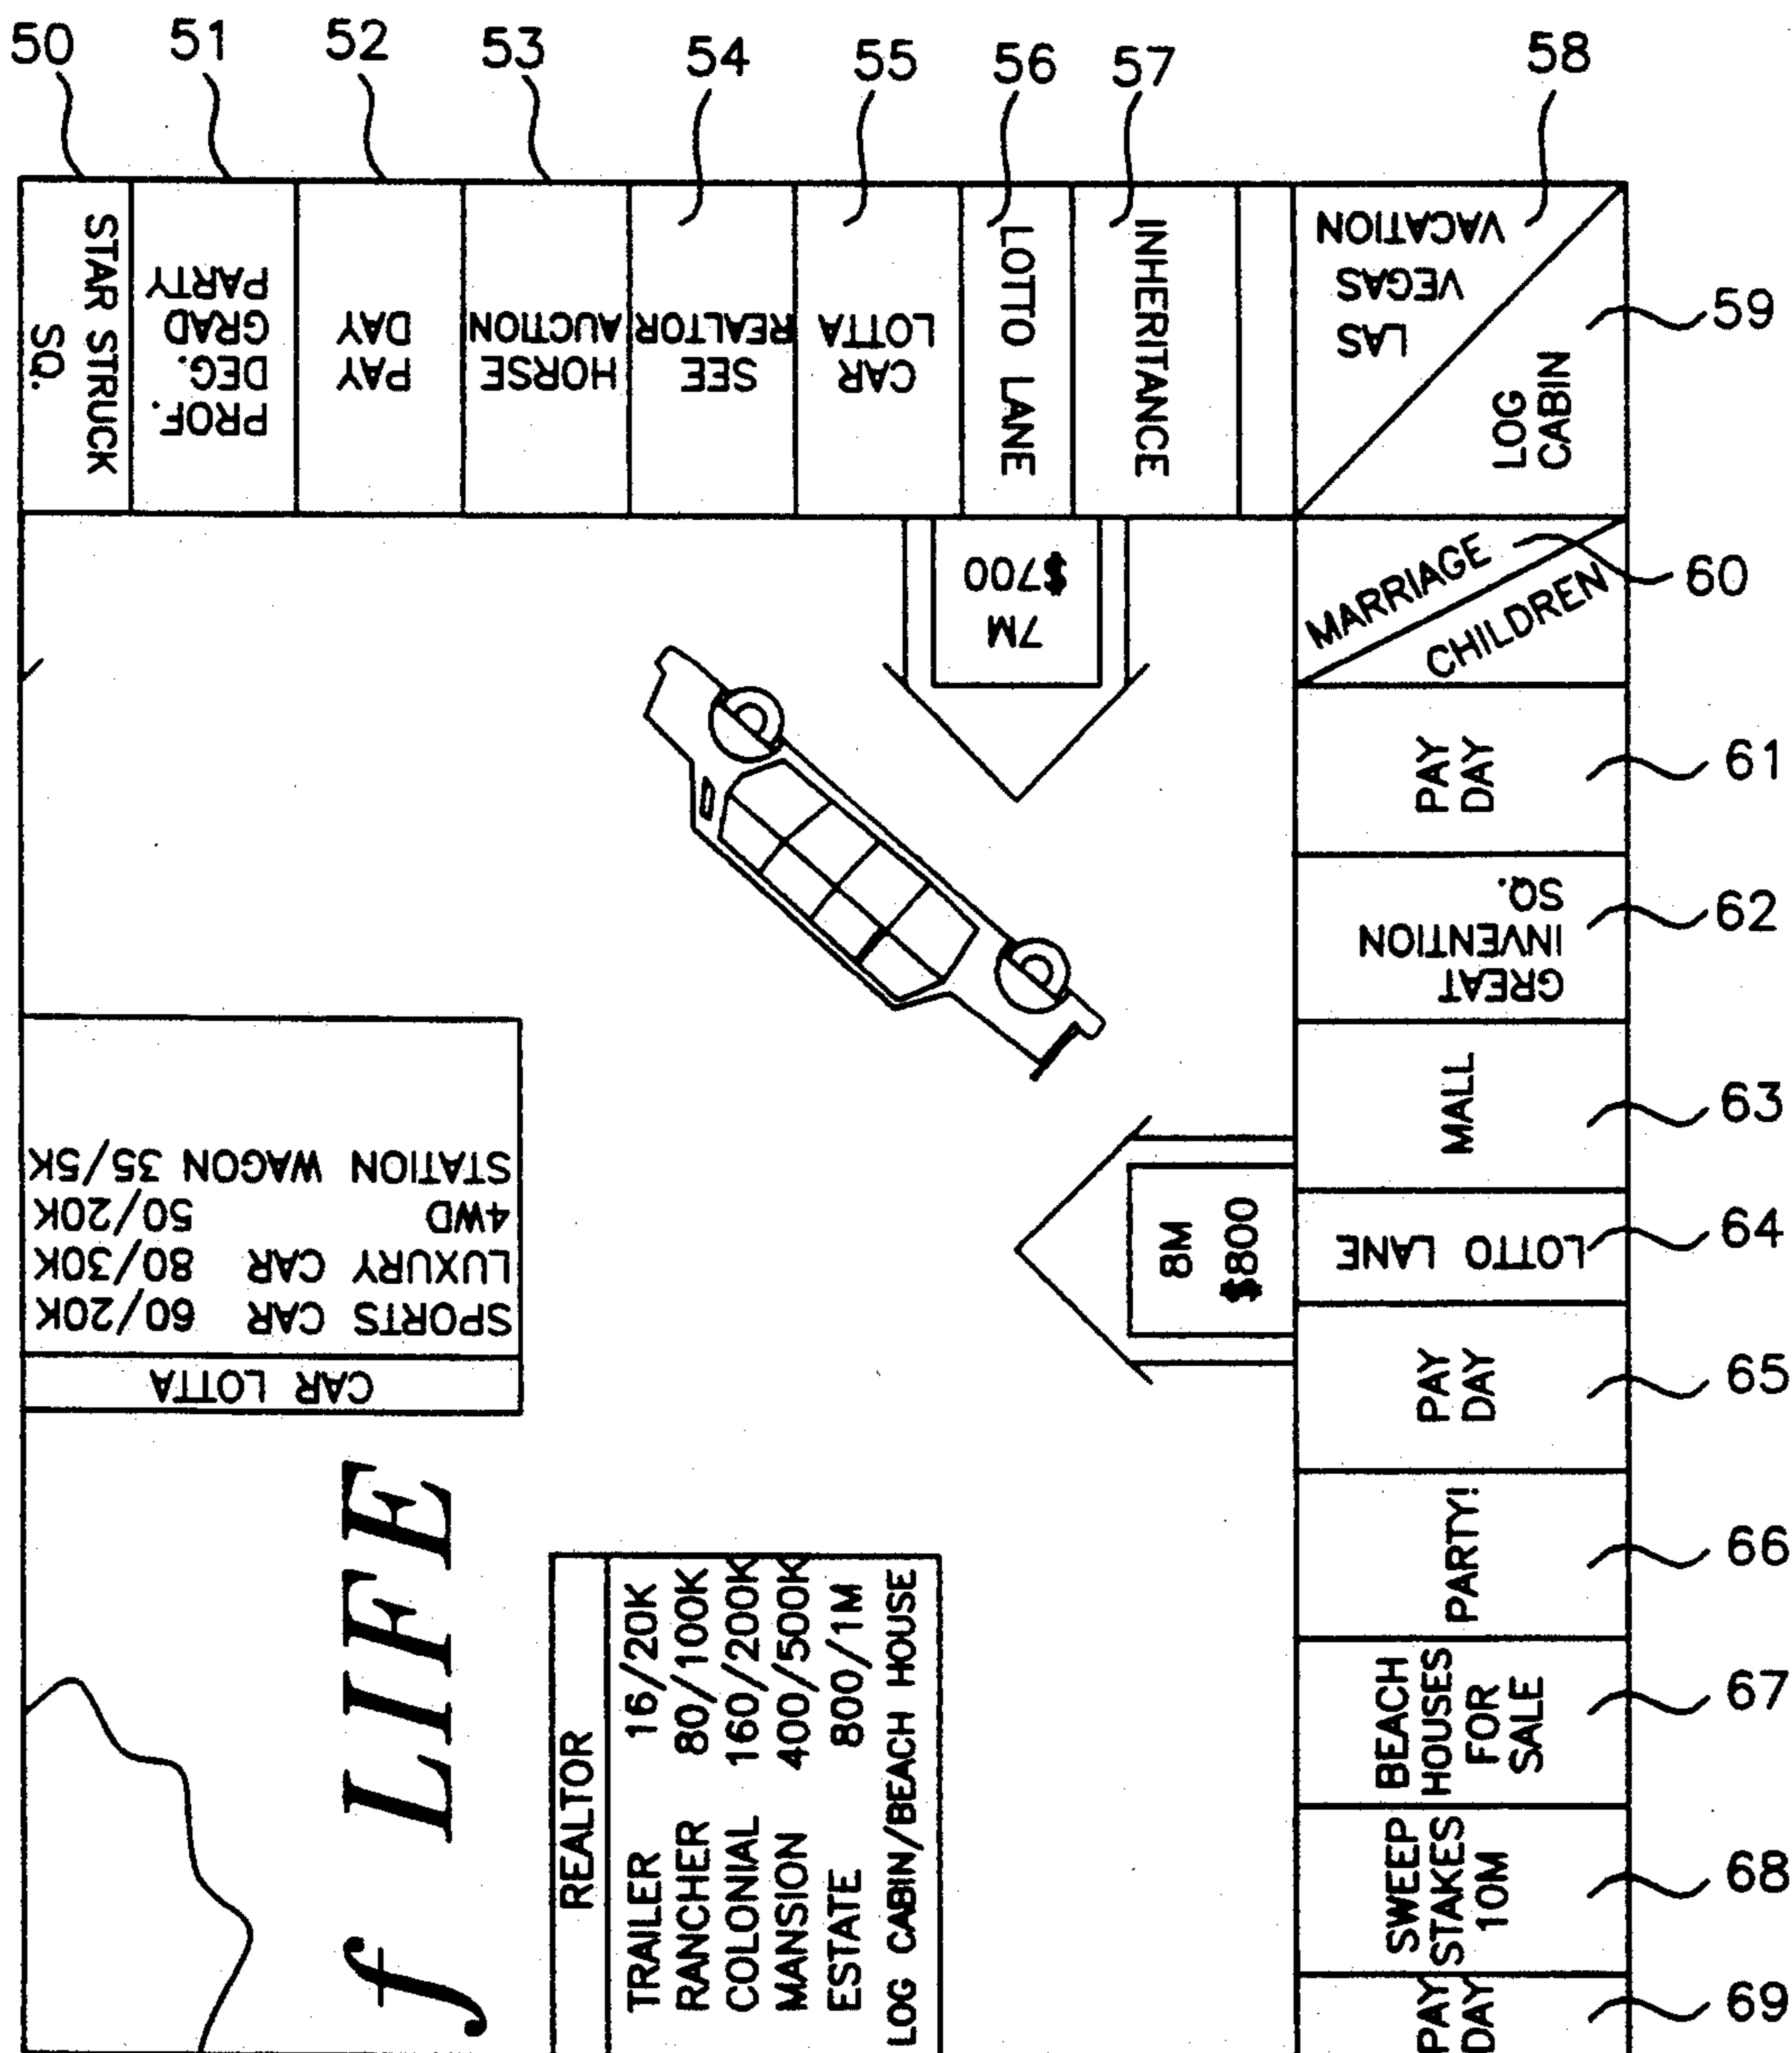 50
51
52
53
54
55
56
57
58
STAR STRUCK
SQ.
PROF.
DEG.
GRAD
PARTY
PAY
DAY
HORSE
AUCTION
SEE
REALTOR
CAR
LOTTA
LOTTO LANE
INHERITANCE
LAS
VEGAS
VACATION
LOG
CABIN
59
MARRIAGE
CHILDREN
60
PAY
DAY
61
GREAT
INVENTION
SQ.
62
MALL
63
LOTTO LANE
64
PAY
DAY
65
PARTY!
66
BEACH
HOUSES
FOR
SALE
67
SWEEP
STAKES
10M
68
PAY
DAY
69
7M
$700
8M
$800
CAR LOTTA
SPORTS CAR 60/20K
LUXURY CAR 80/30K
4WD 50/20K
STATION WAGON 35/5K
f LIFE
REALTOR
TRAILER 16/20K
RANCHER 80/100K
COLONIAL 160/200K
MANSION 400/500K
ESTATE 800/1M
LOG CABIN/BEACH HOUSE